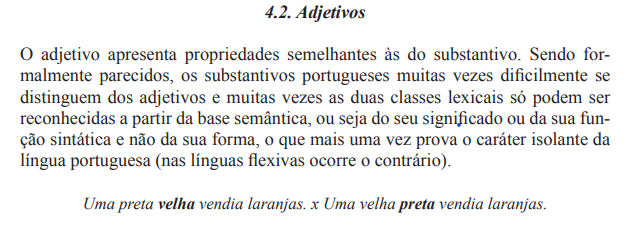 4.2. Adjetivos
O adjetivo apresenta propriedades semelhantes às do substantivo. Sendo for-
malmente parecidos, os substantivos portugueses muitas vezes dificilmente se
distinguem dos adjetivos e muitas vezes as duas classes lexicais só podem ser
reconhecidas a partir da base semântica, ou seja do seu significado ou da sua fun-
ção sintática e não da sua forma, o que mais uma vez prova o caráter isolante da
língua portuguesa (nas línguas flexivas ocorre o contrário).
Uma preta velha vendia laranjas. x Uma velha preta vendia laranjas.